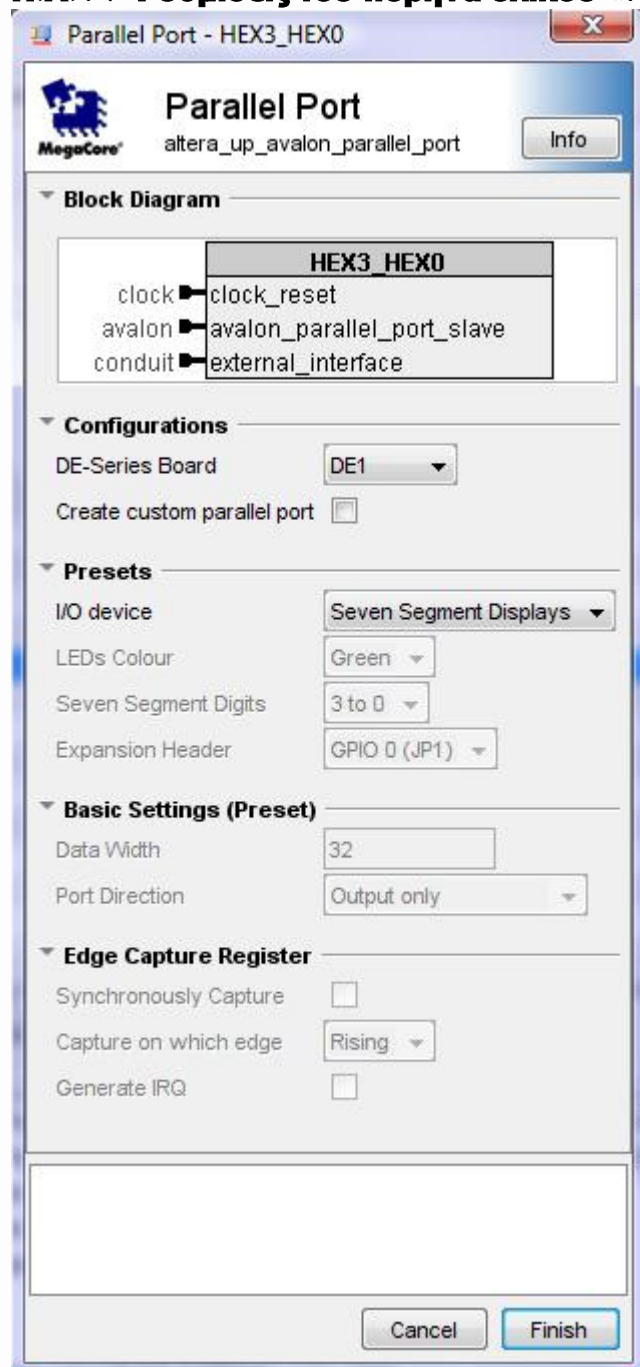 Parallel Port - HEX3_HEX0
Parallel Port
MegaCore®
altera_up_avalon_parallel_port
Info
Block Diagram
HEX3_HEX0
clock clock_reset
avalon avalon_parallel_port_slave
conduit external_interface
Configurations
DE-Series Board DE1
Create custom parallel port
Presets
I/O device Seven Segment Displays
LEDs Colour Green
Seven Segment Digits 3 to 0
Expansion Header GPIO 0 (JP1)
Basic Settings (Preset)
Data Width 32
Port Direction Output only
Edge Capture Register
Synchronously Capture
Capture on which edge Rising
Generate IRQ
Cancel Finish